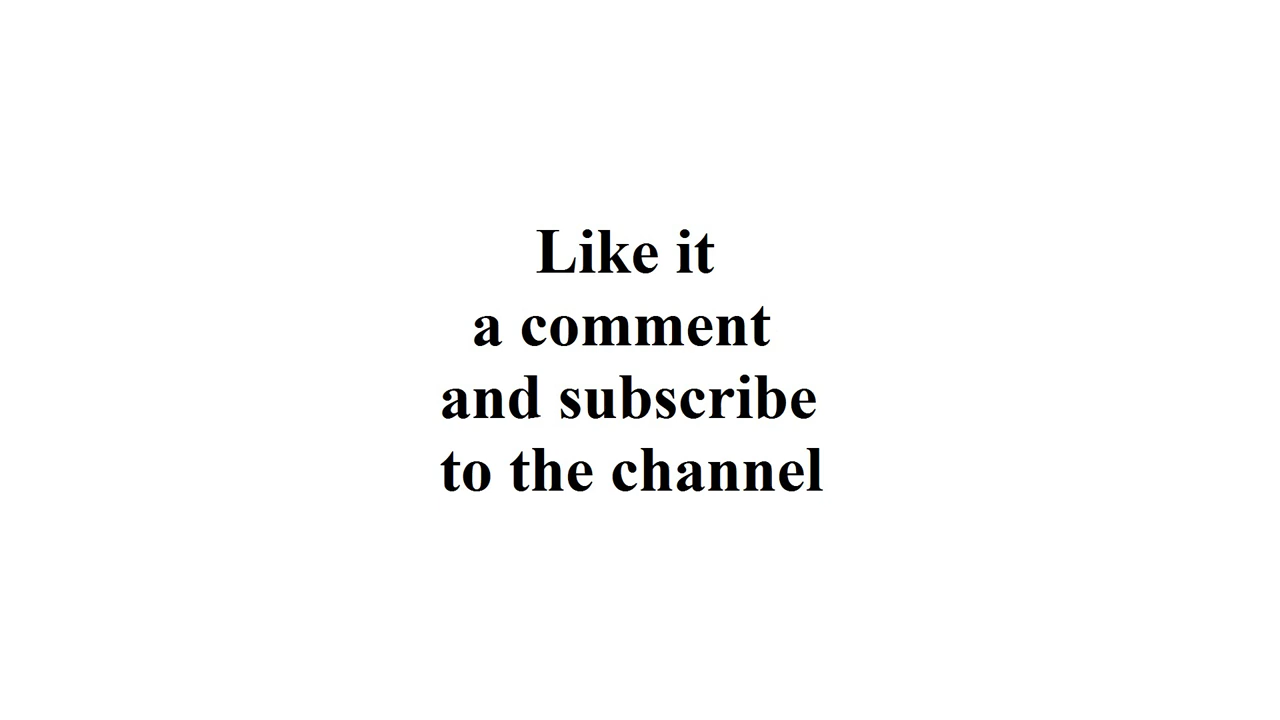 Like it
a comment
and subscribe
to the channel